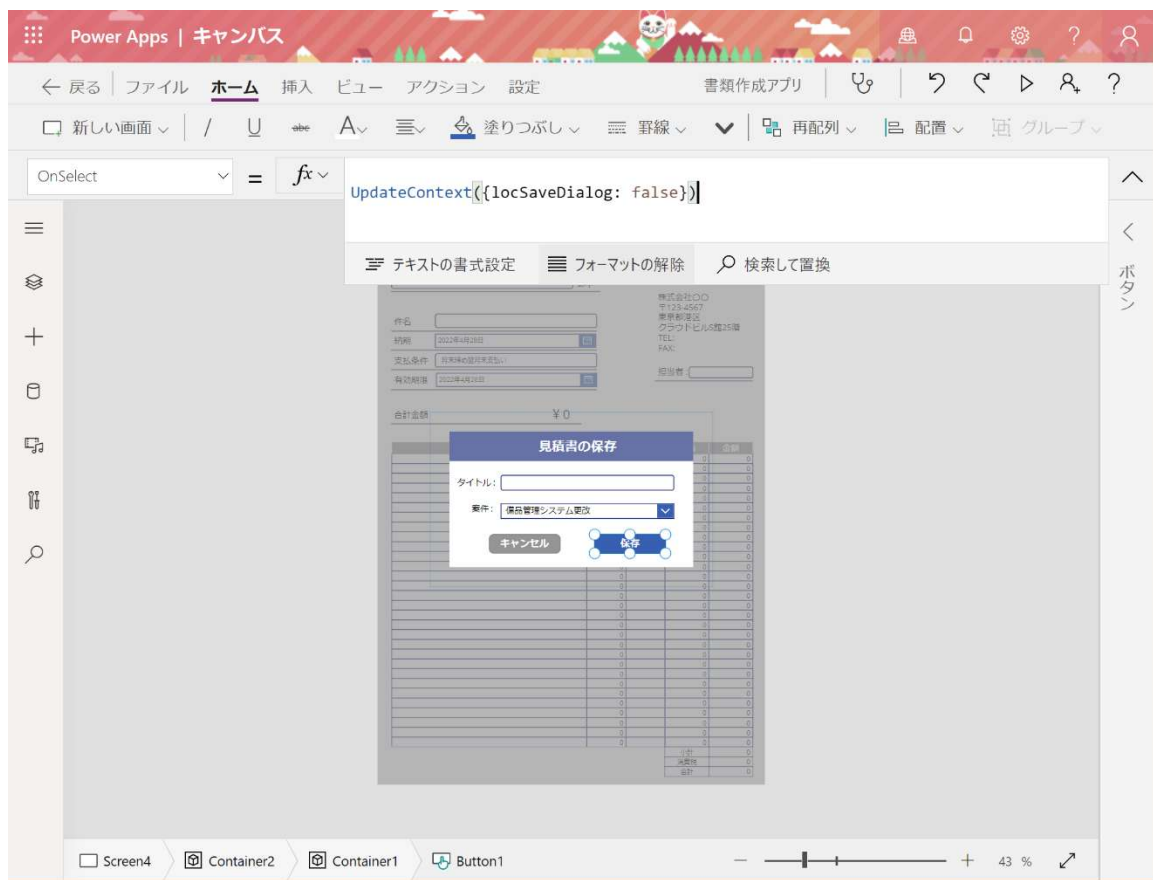 Power Apps | キャンバス
?
戻る ファイル ホーム 挿入 ビュー アクション 設定 書類作成アプリ ?
新しい画面 / U abc A 塗りつぶし 罫線 再配列 配置 グループ
OnSelect = fx
UpdateContext({locSaveDialog: false})
テキストの書式設定 フォーマットの解除 検索して置換
ボタン
株式会社〇〇
〒123-4567
東京都港区
クラウドビルS館25階
TEL:
FAX:
件名
納期 2022年4月28日
支払条件
有効期限 2022年4月28日
担当者:
合計金額 ¥ 0
金額
見積書の保存
タイトル:
案件: 備品管理システム更改
キャンセル 保存
小計 0
消費税 0
合計 0
Screen4 Container2 Container1 Button1 43 %